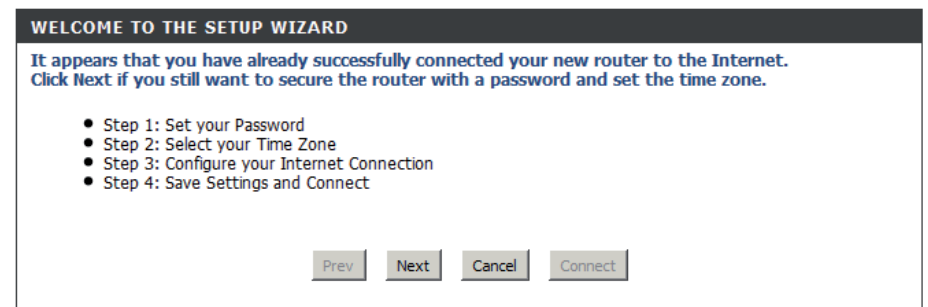 WELCOME TO THE SETUP WIZARD
It appears that you have already successfully connected your new router to the Internet.
Click Next if you still want to secure the router with a password and set the time zone.
Step 1: Set your Password
Step 2: Select your Time Zone
Step 3: Configure your Internet Connection
Step 4: Save Settings and Connect
Prev Next Cancel Connect